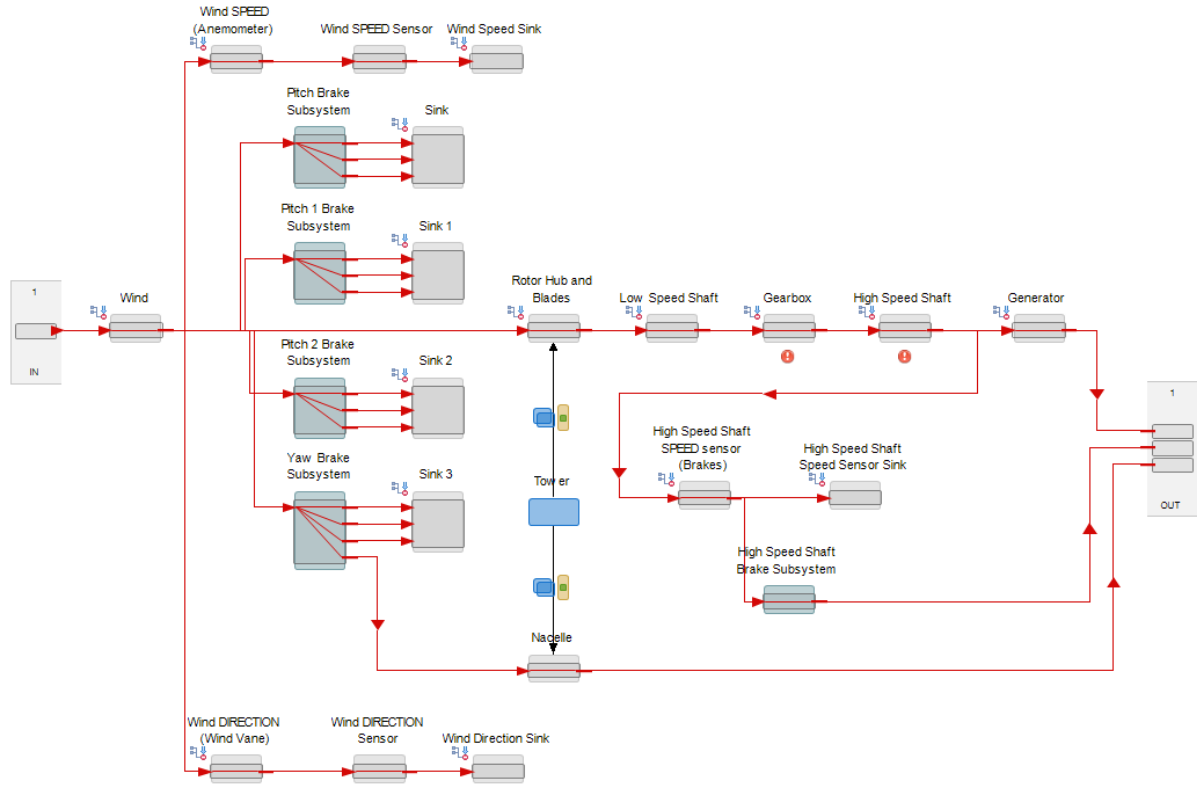 Wind SPEED
(Anemometer)
Wind SPEED Sensor
Wind Speed Sink
Pitch Brake
Subsystem
Sink
Pitch 1 Brake
Subsystem
Sink 1
1
IN
Wind
Rotor Hub and
Blades
Low Speed Shaft
Gearbox
High Speed Shaft
Generator
Pitch 2 Brake
Subsystem
Sink 2
1
OUT
High Speed Shaft
SPEED sensor
(Brakes)
High Speed Shaft
Speed Sensor Sink
Yaw Brake
Subsystem
Sink 3
Tower
High Speed Shaft
Brake Subsystem
Nacelle
Wind DIRECTION
(Wind Vane)
Wind DIRECTION
Sensor
Wind Direction Sink